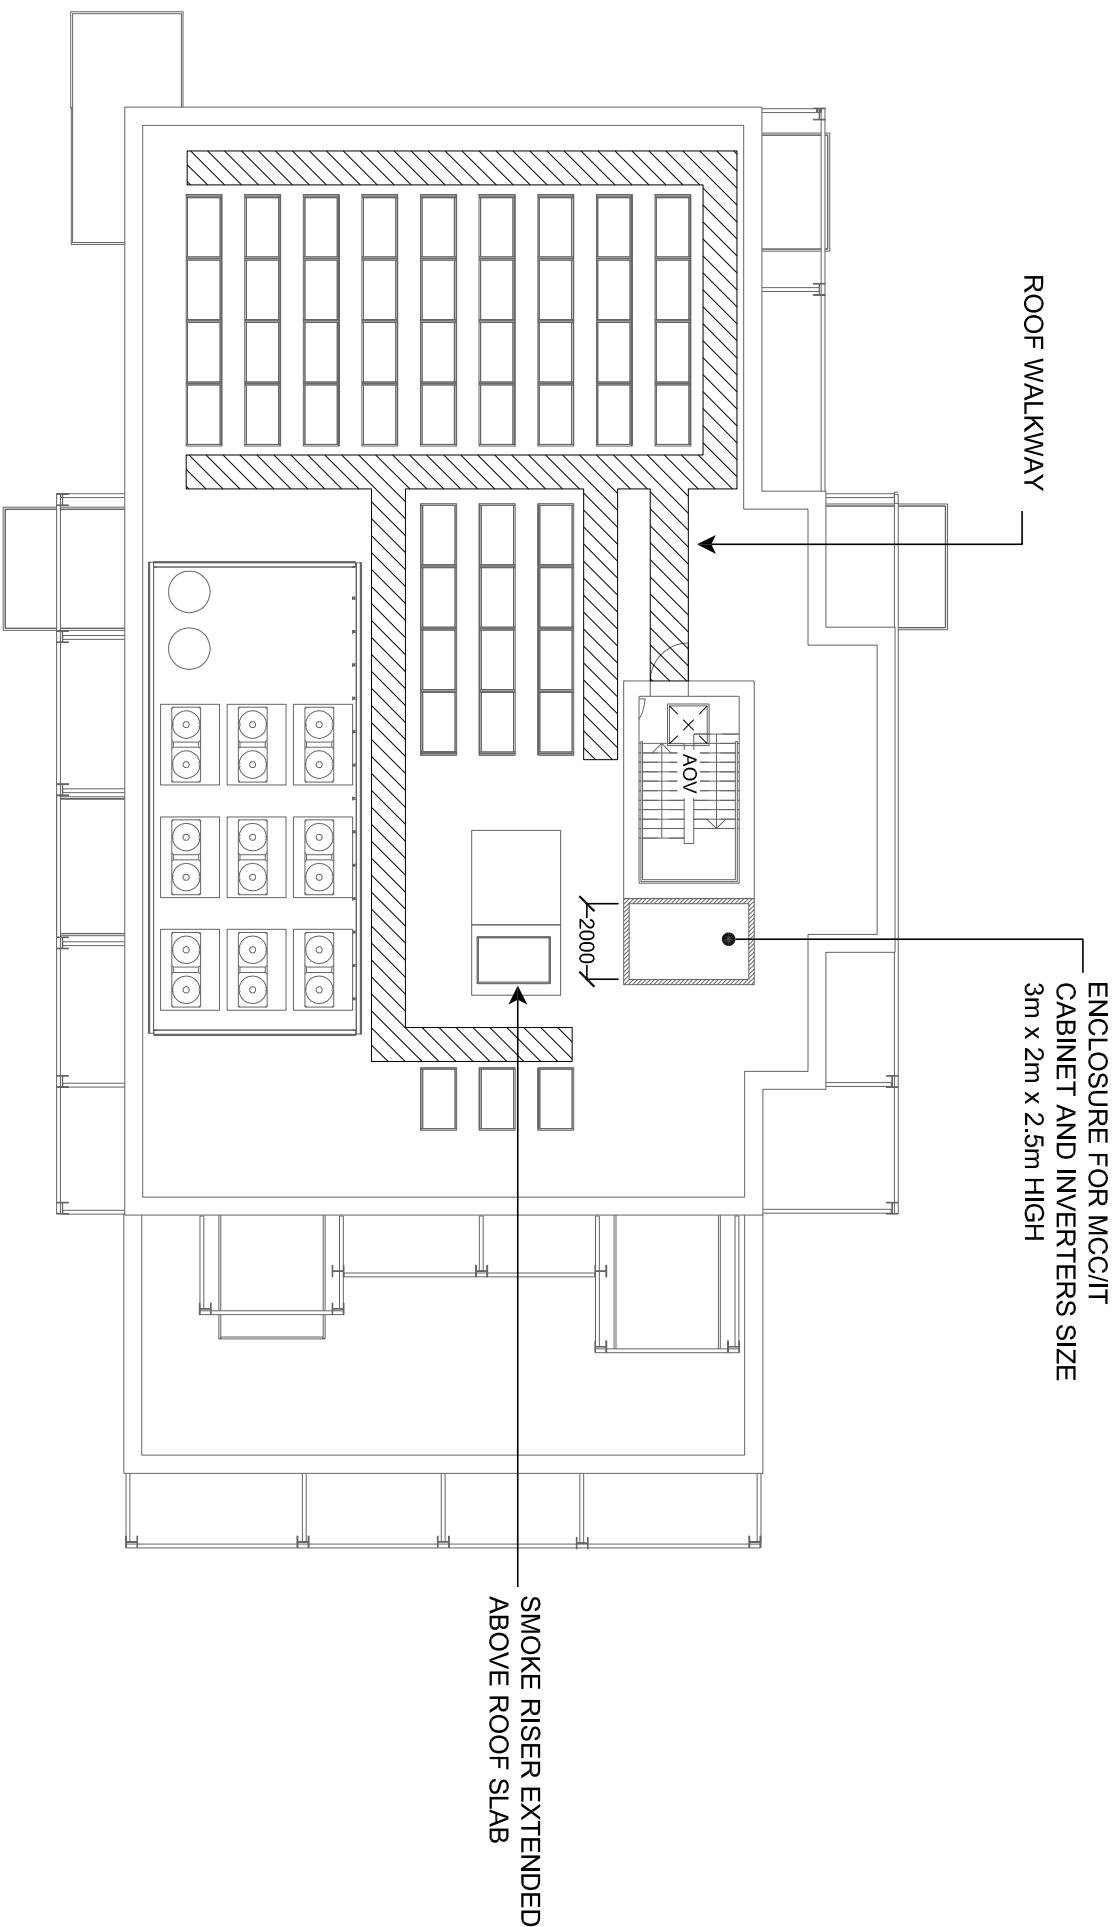 ROOF WALKWAY
ENCLOSURE FOR MCC/IT
CABINET AND INVERTERS SIZE
3m x 2m x 2.5m HIGH
AOV
2000
SMOKE RISER EXTENDED
ABOVE ROOF SLAB